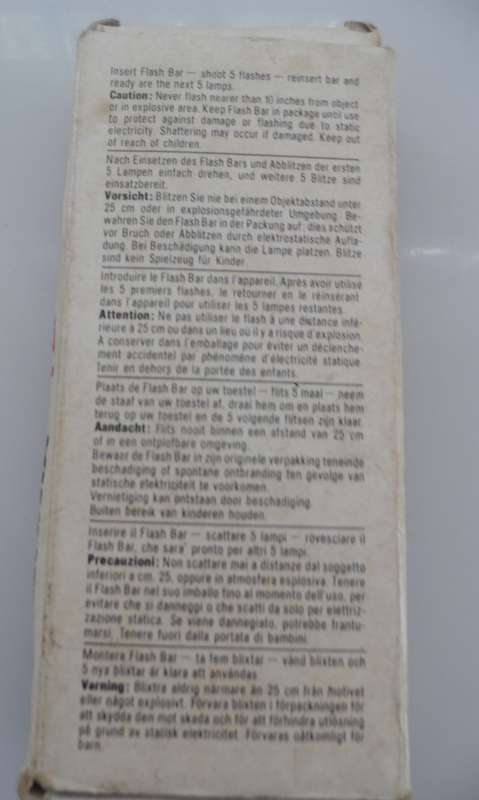 Insert Flash Bar — shoot 5 flashes — reinsert bar and
ready are the next 5 lamps.
Caution: Never flash nearer than 10 inches from object
or in explosive area. Keep Flash Bar in package until use
to protect against damage or flashing due to static
electricity. Shattering may occur if damaged. Keep out
of reach of children.
Nach Einsetzen des Flash Bars und Abblitzen der ersten
5 Lampen einfach drehen, und weitere 5 Blitze sind
einsatzbereit.
Vorsicht: Blitzen Sie nie bei einem Objektabstand unter
25 cm oder in explosionsgefährdeter Umgebung. Be-
wahren Sie den Flash Bar in der Packung auf: dies schützt
vor Bruch oder Abblitzen durch elektrostatische Aufla-
dung. Bei Beschädigung kann die Lampe platzen. Blitze
sind kein Spielzeug für Kinder.
Introduire le Flash Bar dans l'appareil. Après avoir utilisé
les 5 premiers flashes, le retourner en le réinsérant
dans l'appareil pour utiliser les 5 lampes restantes.
Attention: Ne pas utiliser le flash à une distance infé-
rieure à 25 cm ou dans un lieu où il y a risque d'explosion.
A conserver dans l'emballage pour éviter un déclenche-
ment accidentel par phénomène d'électricité statique.
Tenir en dehors de la portée des enfants.
Plaats de Flash Bar op uw toestel — flits 5 maal — neem
de staaf van uw toestel af, draai hem om en plaats hem
terug op uw toestel en de 5 volgende flitsen zijn klaar.
Aandacht: Flits nooit binnen een afstand van 25 cm
of in een ontplofbare omgeving.
Bewaar de Flash Bar in zijn originele verpakking teneinde
beschadiging of spontane ontbranding ten gevolge van
statische elektriciteit te voorkomen.
Vernietiging kan ontstaan door beschadiging.
Buiten bereik van kinderen houden.
Inserire il Flash Bar — scattare 5 lampi — rovesciare il
Flash Bar, che sara' pronto per altri 5 lampi.
Precauzioni: Non scattare mai a distanze dal soggetto
inferiori a cm. 25, oppure in atmosfera esplosiva. Tenere
il Flash Bar nel suo imballo fino al momento dell'uso, per
evitare che si danneggi o che scatti da solo per elettriz-
zazione statica. Se viene dannegiato, potrebbe frantu-
marsi. Tenere fuori dalla portata di bambini.
Montera Flash Bar — ta fem blixtar — vänd blixten och
5 nya blixtar är klara att användas.
Varning: Blixtra aldrig närmare än 25 cm från motivet
eller något explosivt. Förvara blixten i förpackningen för
att skydda den mot skada och för att förhindra utlösning
på grund av statisk elektricitet. Förvaras oåtkomligt för
barn.